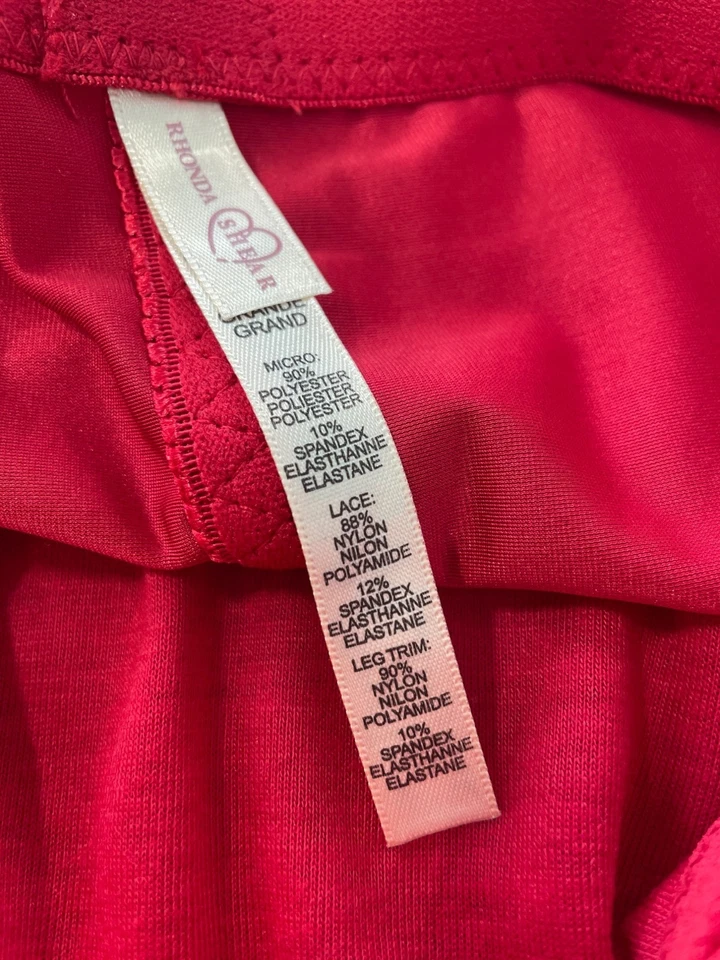 RHONDA SHEAR
GRANDE
GRAND
MICRO:
90%
POLYESTER
POLIESTER
POLYESTER
10%
SPANDEX
ELASTHANNE
ELASTANE
LACE:
88%
NYLON
NILON
POLYAMIDE
12%
SPANDEX
ELASTHANNE
ELASTANE
LEG TRIM:
90%
NYLON
NILON
POLYAMIDE
10%
SPANDEX
ELASTHANNE
ELASTANE